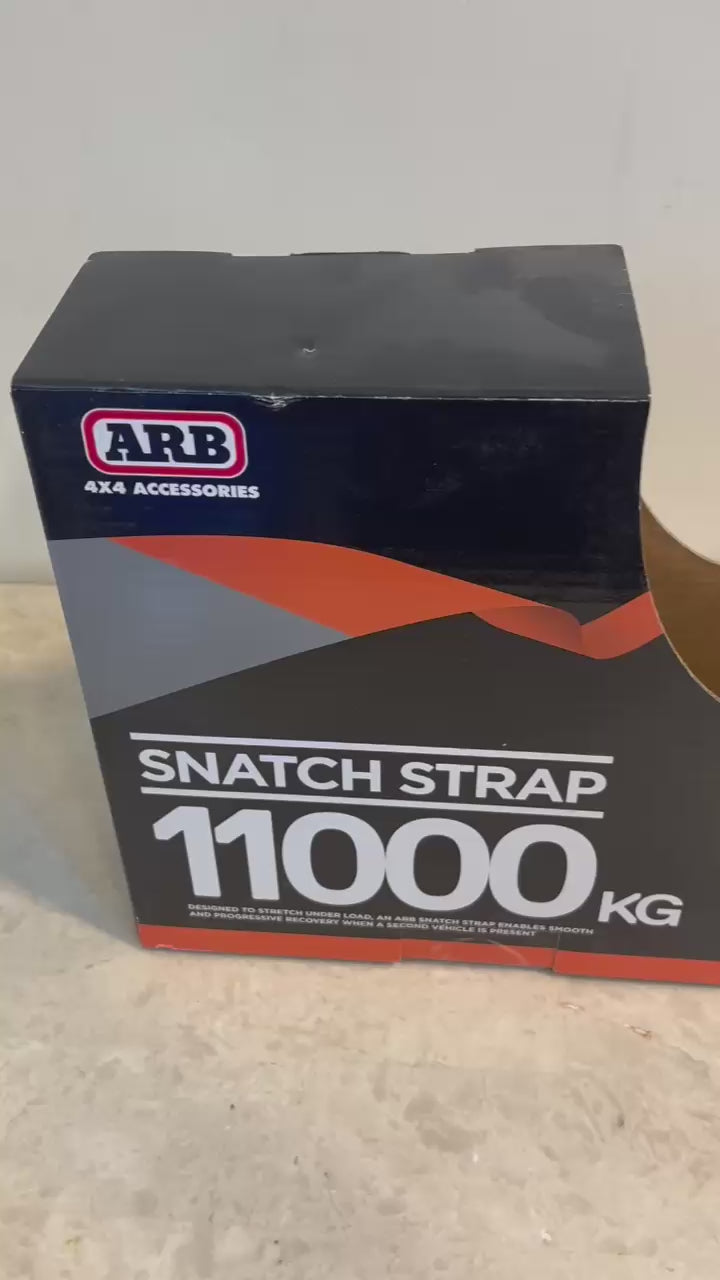 ARB
4X4 ACCESSORIES
SNATCH STRAP
11000 KG
DESIGNED TO STRETCH UNDER LOAD, AN ARB SNATCH STRAP ENABLES SMOOTH
AND PROGRESSIVE RECOVERY WHEN A SECOND VEHICLE IS PRESENT